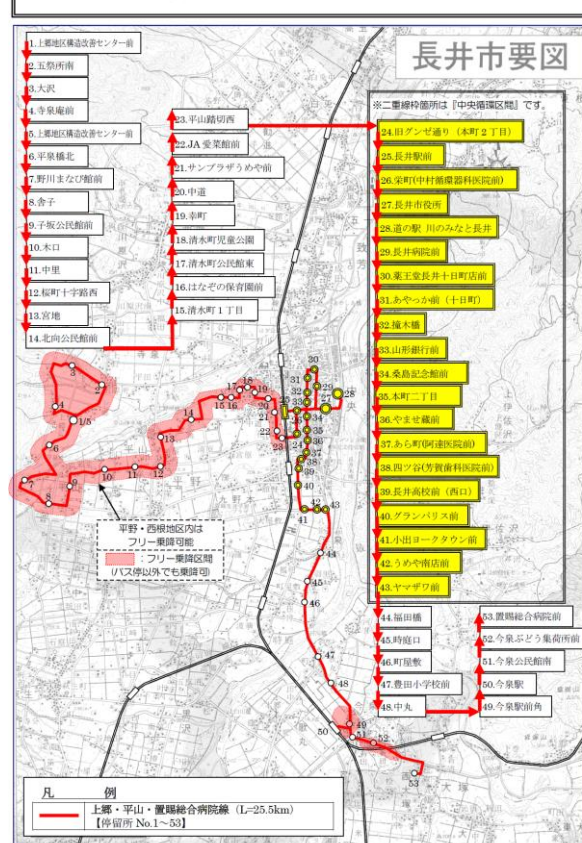 長井市要図
1.上郷地区構造改善センター前
2.五祭所南
3.大沢
4.寺泉庵前
5.上郷地区構造改善センター前
6.平泉橋北
7.野川まなび館前
8.舎子
9.子坂公民館前
10.木口
11.中里
12.桜町十字路西
13.宮地
14.北向公民館前
23.平山踏切西
22.JA愛菜館前
21.サンプラザうめや前
20.中道
19.幸町
18.清水町児童公園
17.清水町公民館東
16.はなぞの保育園前
15.清水町1丁目
※二重線枠箇所は『中央循環区間』です。
24.旧グンゼ通り（本町2丁目）
25.長井駅前
26.栄町(中村循環器科医院前)
27.長井市役所
28.道の駅 川のみなと長井
29.長井病院前
30.薬王堂長井十日町店前
31.あやっか前（十日町）
32.撞木橋
33.山形銀行前
34.桑島記念館前
35.本町二丁目
36.やませ蔵前
37.あら町(阿達医院前)
38.四ツ谷(芳賀歯科医院前)
39.長井高校前（西口）
40.グランパリス前
41.小出ヨークタウン前
42.うめや南店前
43.ヤマザワ前
44.福田橋
45.時庭口
46.町屋敷
47.豊田小学校前
48.中丸
53.置賜総合病院前
52.今泉ぶどう集荷所前
51.今泉公民館南
50.今泉駅
49.今泉駅前角
平野・西根地区内は
フリー乗降可能
：フリー乗降区間
(バス停以外でも乗降可)
凡 例
上郷・平山・置賜総合病院線 (L=25.5km)
【停留所 No.1～53】